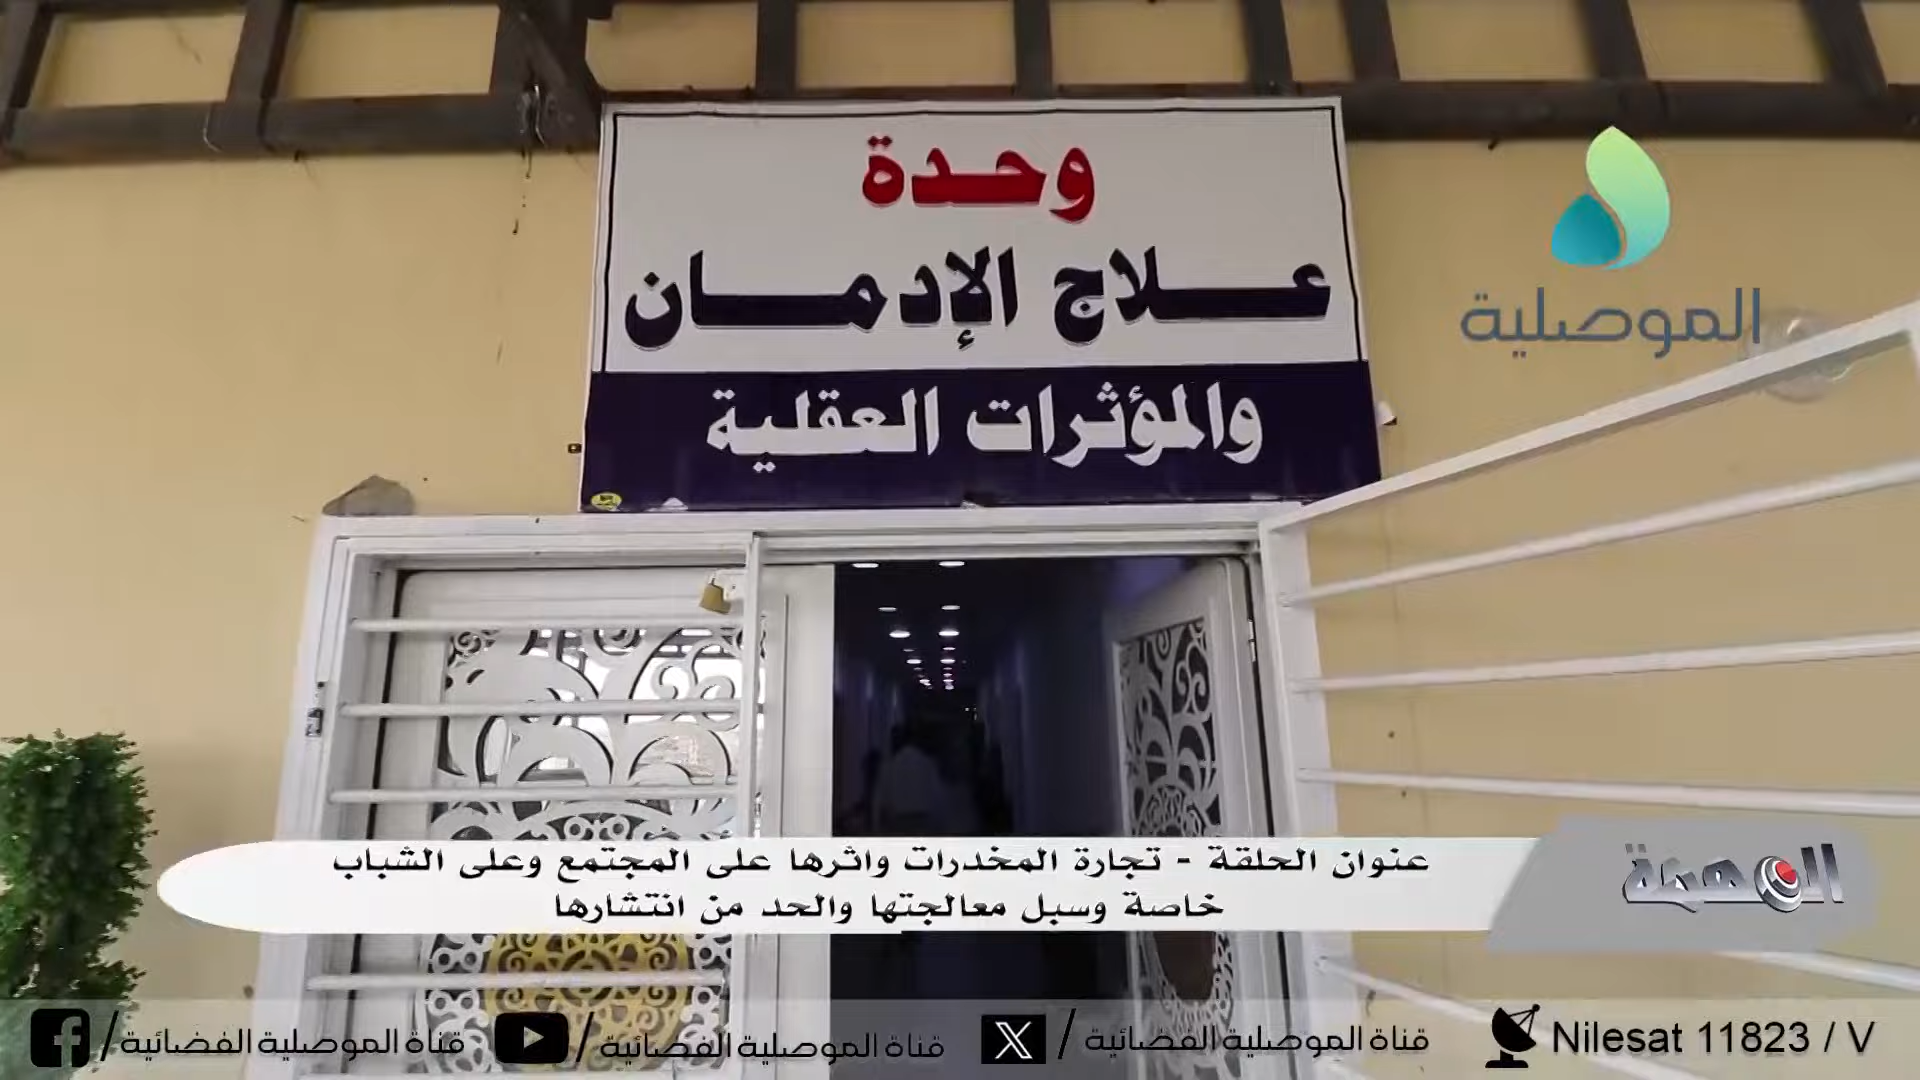 وحدة
علاج الإدمان
والمؤثرات العقلية
الموصلية
عنوان الحلقة - تجارة المخدرات واثرها على المجتمع وعلى الشباب
خاصة وسبل معالجتها والحد من انتشارها
المهمة
/قناة الموصلية الفضائية
/قناة الموصلية الفضائية
/قناة الموصلية الفضائية
Nilesat 11823 / V